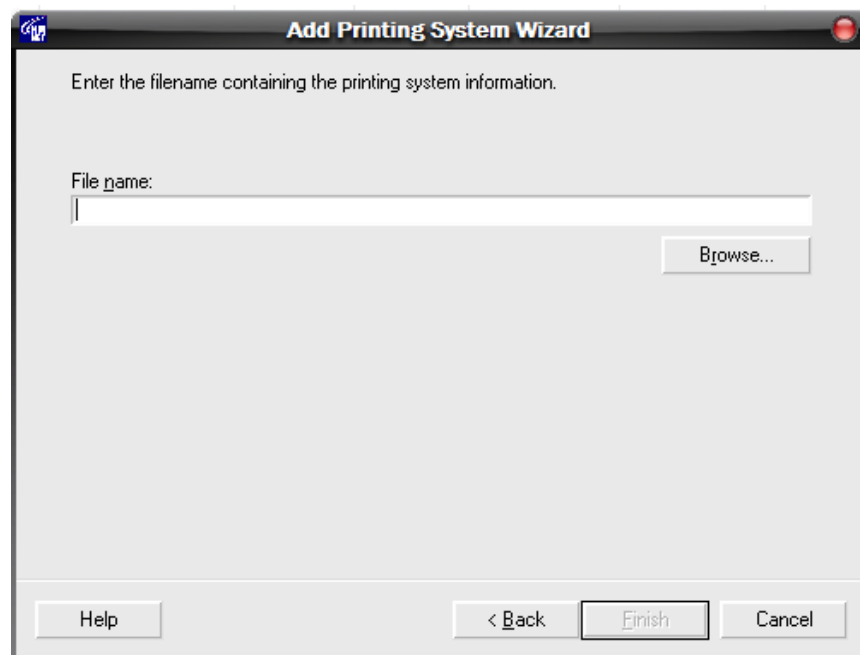 Add Printing System Wizard
Enter the filename containing the printing system information.
File name:
Browse...
Help
< Back
Finish
Cancel